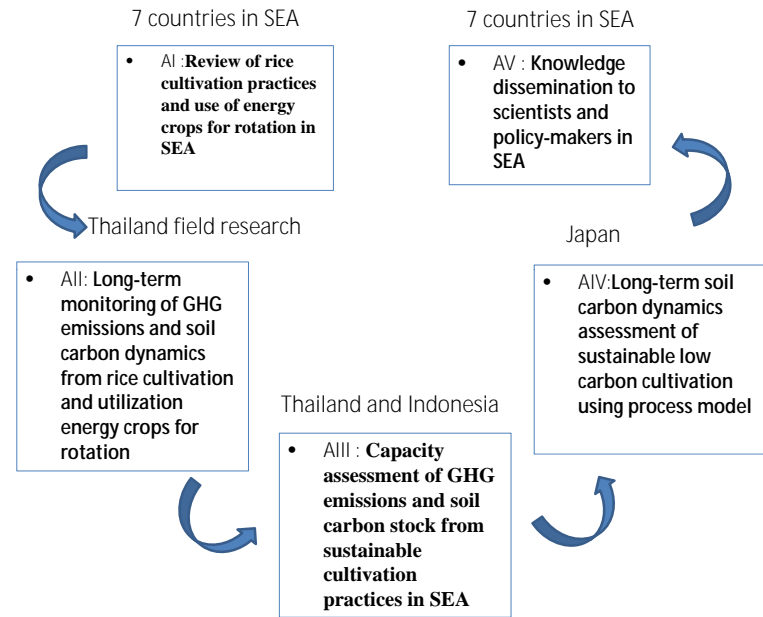 7 countries in SEA
• AI :Review of rice
cultivation practices
and use of energy
crops for rotation in
SEA
Thailand field research
• AII: Long-term
monitoring of GHG
emissions and soil
carbon dynamics
from rice cultivation
and utilization
energy crops for
rotation
Thailand and Indonesia
• AIII : Capacity
assessment of GHG
emissions and soil
carbon stock from
sustainable
cultivation
practices in SEA
Japan
• AIV:Long-term soil
carbon dynamics
assessment of
sustainable low
carbon cultivation
using process model
7 countries in SEA
• AV : Knowledge
dissemination to
scientists and
policy-makers in
SEA